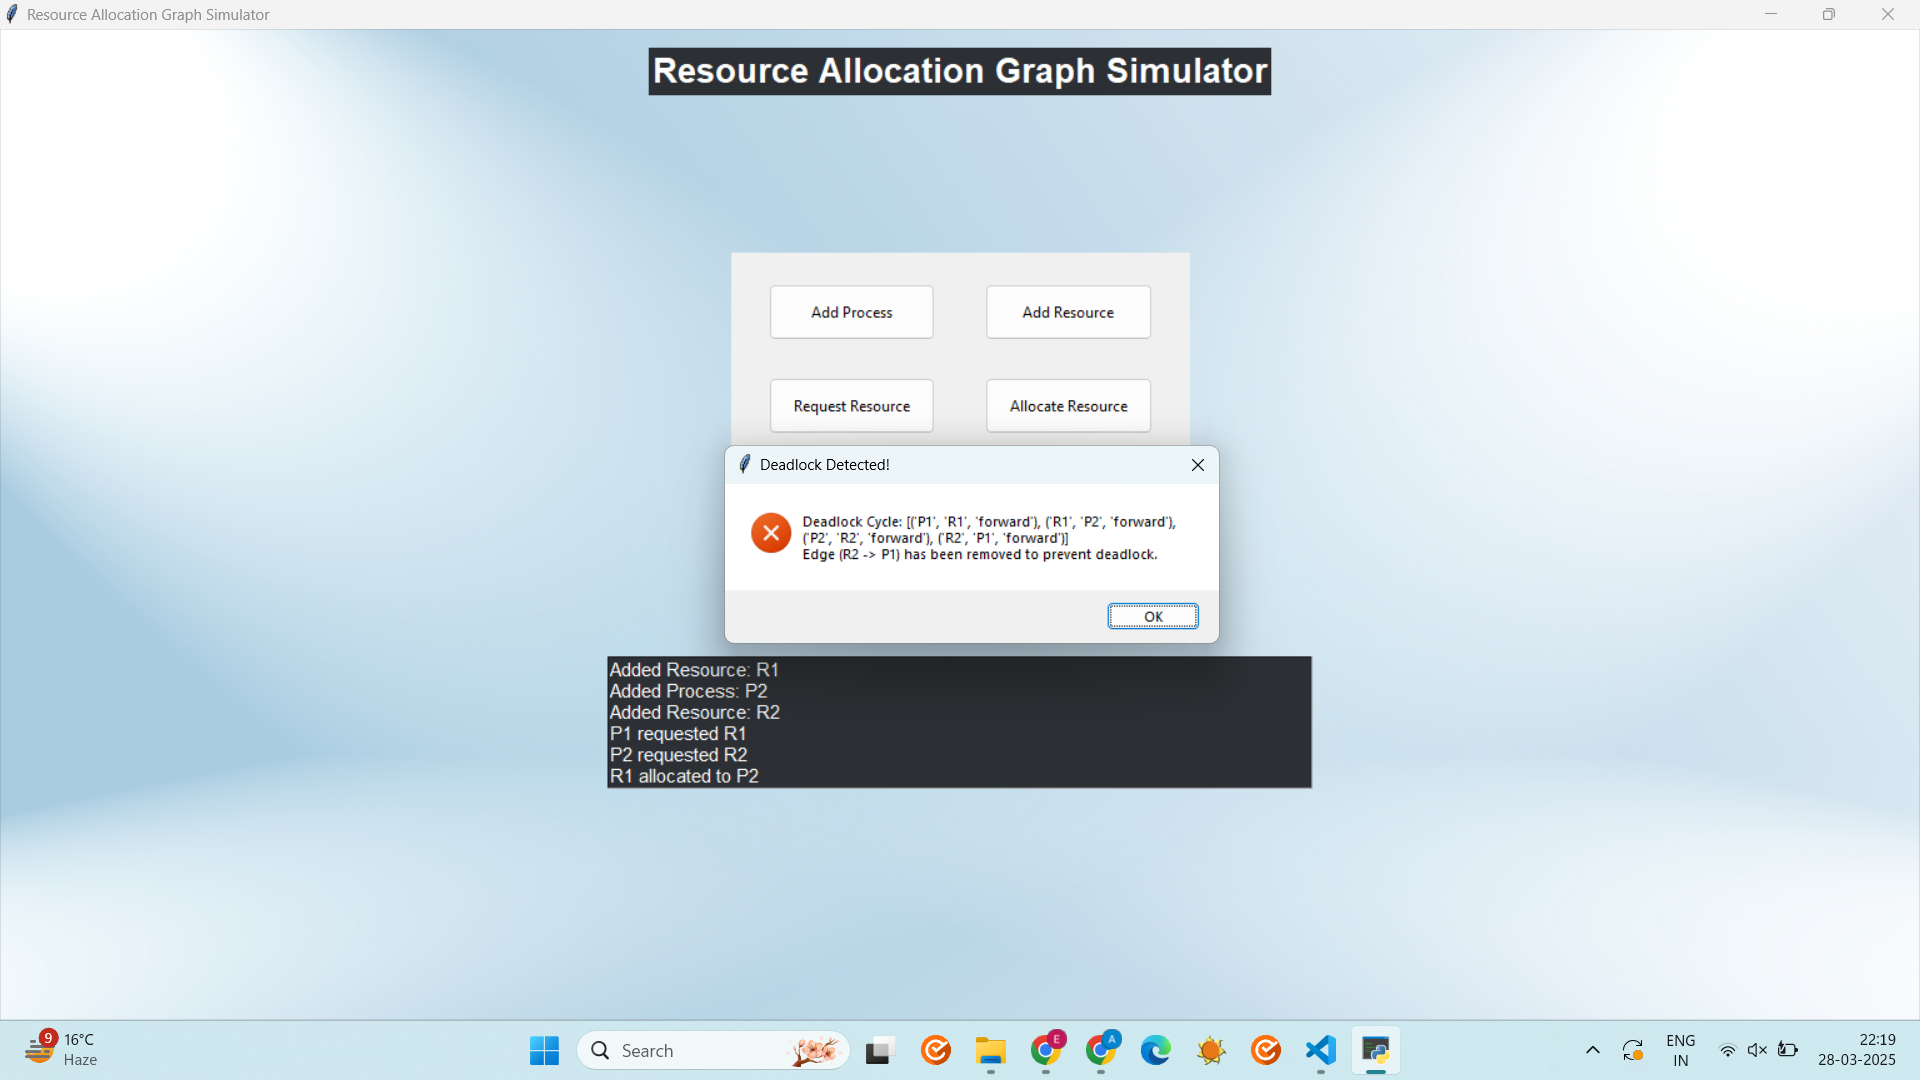 Resource Allocation Graph Simulator
Resource Allocation Graph Simulator
Add Process
Add Resource
Request Resource
Allocate Resource
Deadlock Detected!
Deadlock Cycle: [('P1', 'R1', 'forward'), ('R1', 'P2', 'forward'),
('P2', 'R2', 'forward'), ('R2', 'P1', 'forward')]
Edge (R2 -> P1) has been removed to prevent deadlock.
OK
Added Resource: R1
Added Process: P2
Added Resource: R2
P1 requested R1
P2 requested R2
R1 allocated to P2
9
16°C
Haze
Search
E
A
ENG
IN
22:19
28-03-2025